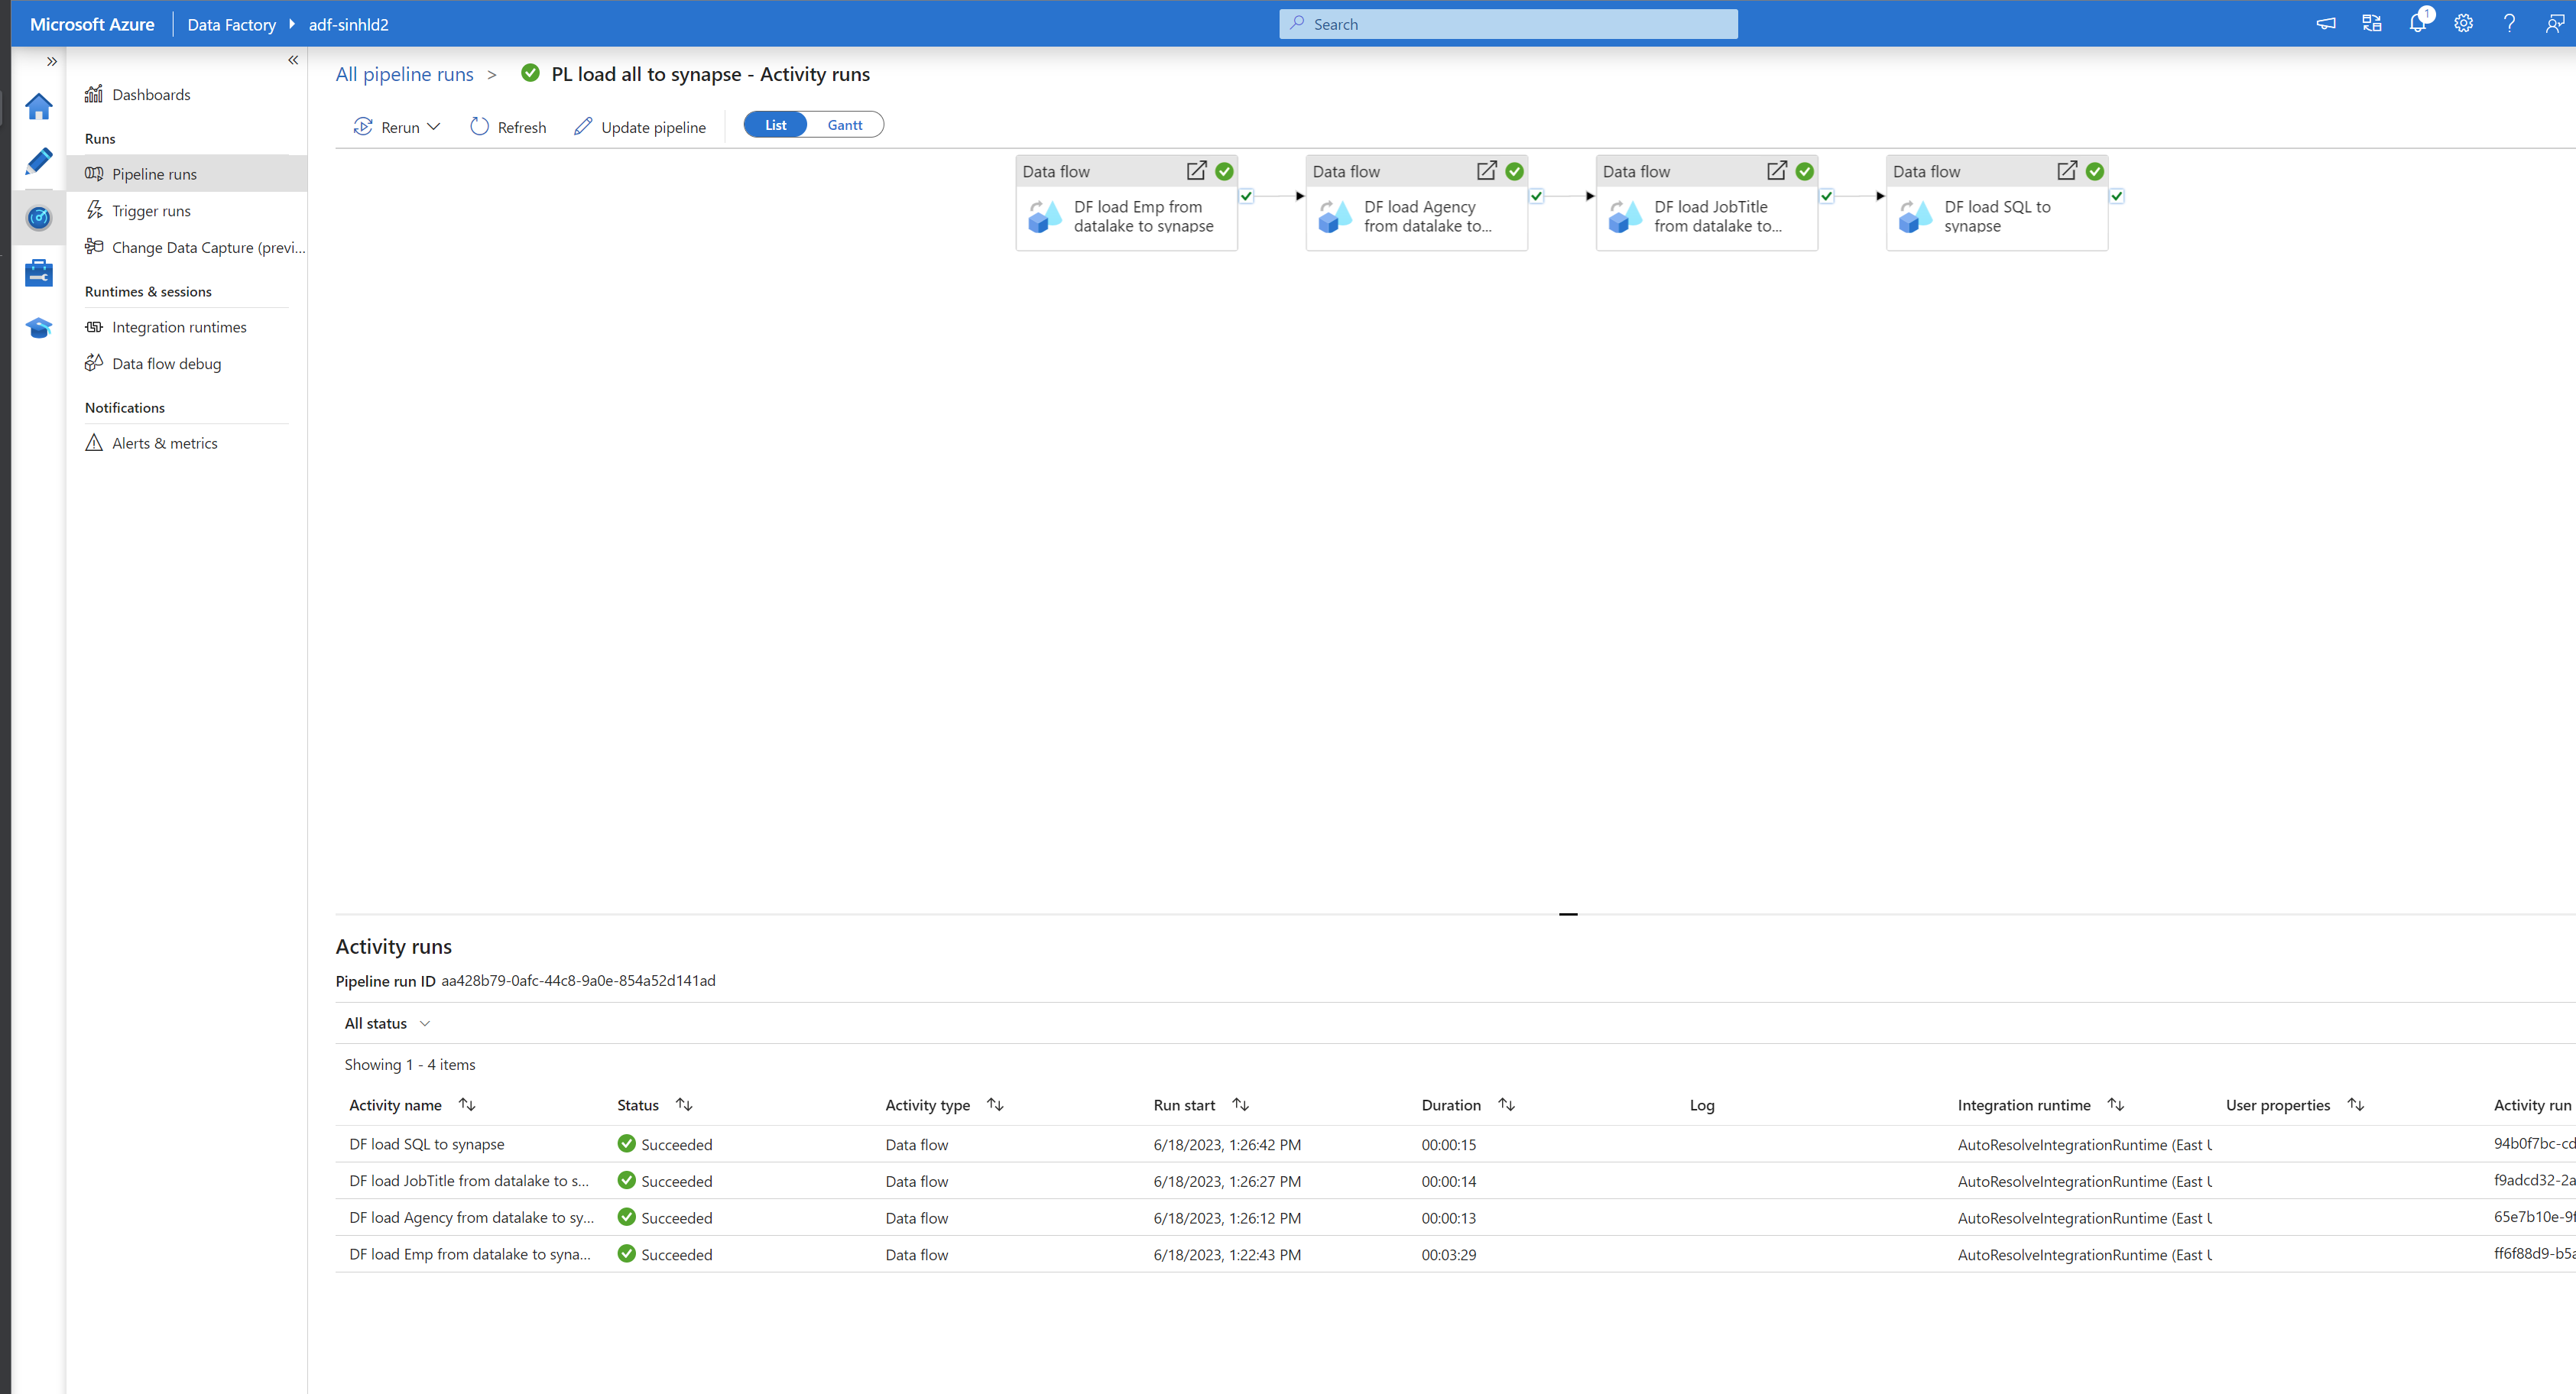 Microsoft Azure Data Factory adf-sinhld2 Search 1
Dashboards
Runs
Pipeline runs
Trigger runs
Change Data Capture (previ...
Runtimes & sessions
Integration runtimes
Data flow debug
Notifications
Alerts & metrics
All pipeline runs > PL load all to synapse - Activity runs
Rerun Refresh Update pipeline List Gantt
Data flow
DF load Emp from
datalake to synapse
Data flow
DF load Agency
from datalake to...
Data flow
DF load JobTitle
from datalake to...
Data flow
DF load SQL to
synapse
Activity runs
Pipeline run ID aa428b79-0afc-44c8-9a0e-854a52d141ad
All status
Showing 1 - 4 items
Activity name Status Activity type Run start Duration Log Integration runtime User properties Activity run
DF load SQL to synapse Succeeded Data flow 6/18/2023, 1:26:42 PM 00:00:15 AutoResolveIntegrationRuntime (East 94b0f7bc-cd
DF load JobTitle from datalake to s... Succeeded Data flow 6/18/2023, 1:26:27 PM 00:00:14 AutoResolveIntegrationRuntime (East f9adcd32-2a
DF load Agency from datalake to sy... Succeeded Data flow 6/18/2023, 1:26:12 PM 00:00:13 AutoResolveIntegrationRuntime (East 65e7b10e-9f
DF load Emp from datalake to syna... Succeeded Data flow 6/18/2023, 1:22:43 PM 00:03:29 AutoResolveIntegrationRuntime (East ff6f88d9-b5a